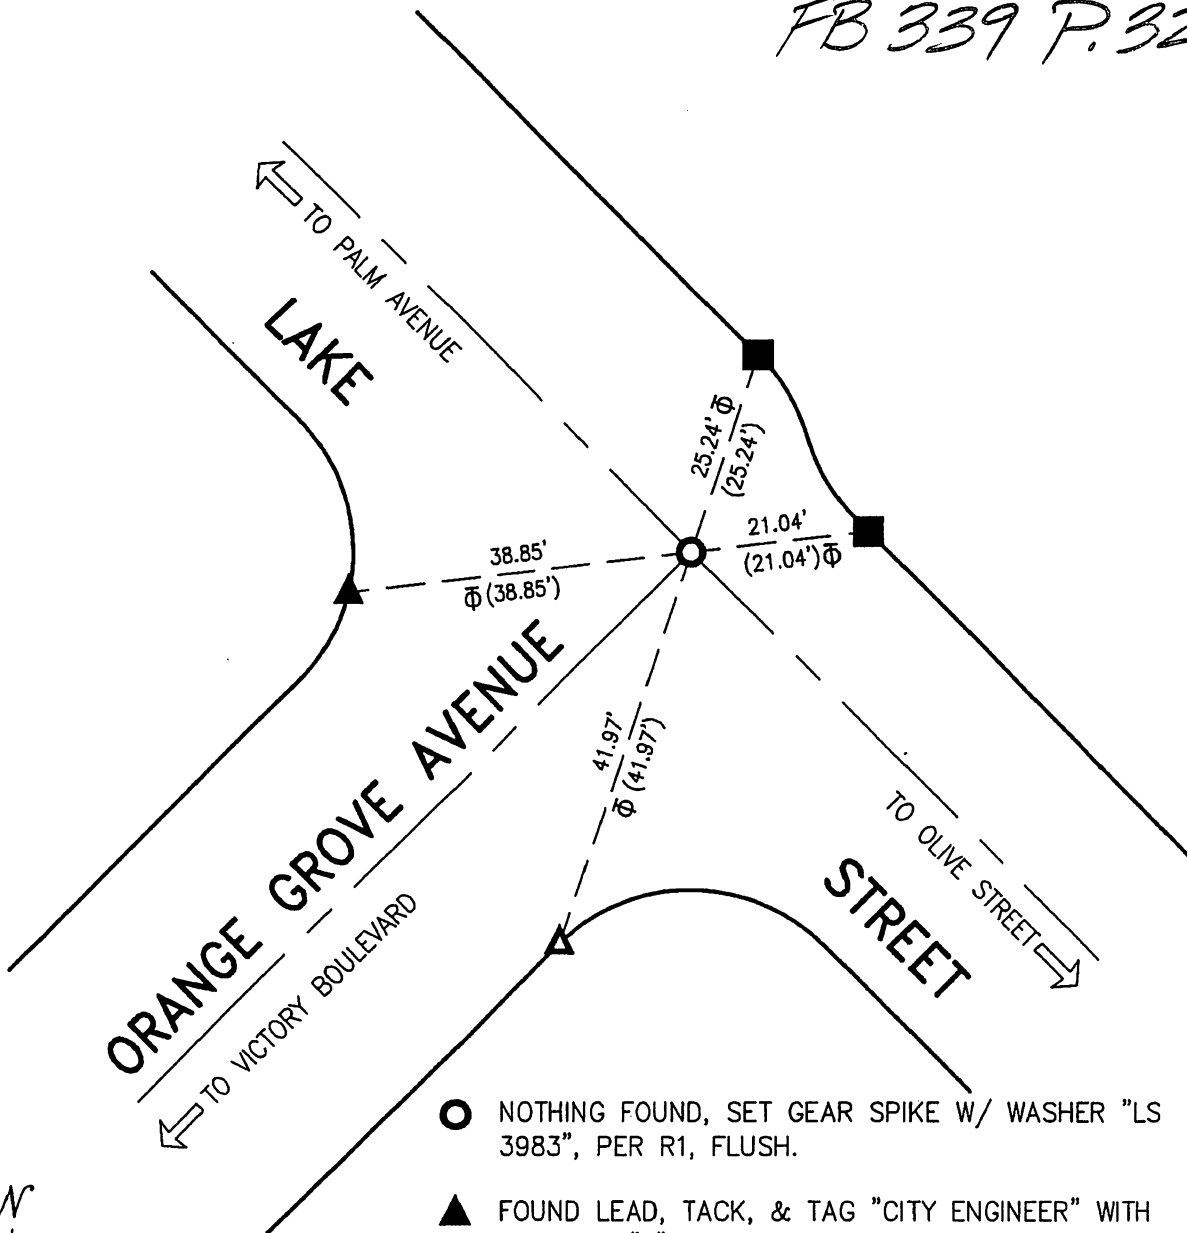 FB 339 P. 32
TO PALM AVENUE
LAKE
25.24' Φ
(25.24')
21.04'
(21.04')Φ
38.85'
Φ(38.85')
41.97'
Φ(41.97')
ORANGE GROVE AVENUE
TO VICTORY BOULEVARD
TO OLIVE STREET
STREET
NOTHING FOUND, SET GEAR SPIKE W/ WASHER "LS
3983", PER R1, FLUSH.
FOUND LEAD, TACK, & TAG "CITY ENGINEER" WITH
N